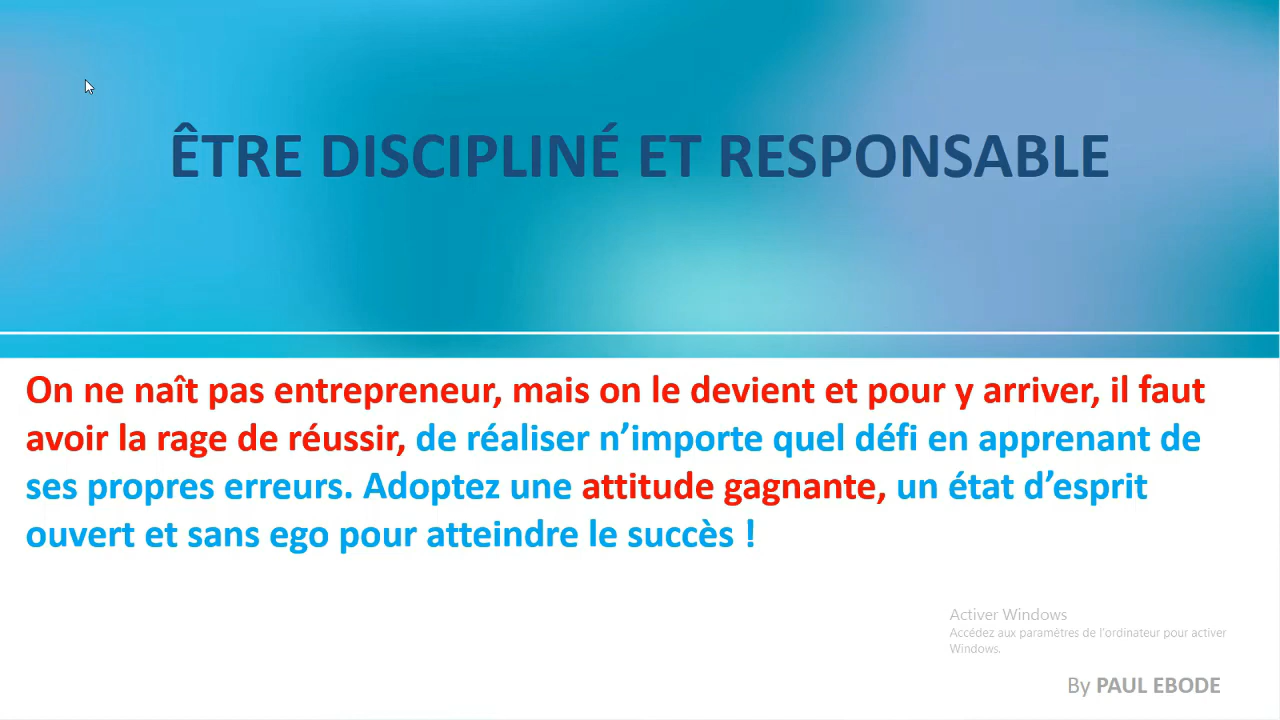 ÊTRE DISCIPLINÉ ET RESPONSABLE
On ne naît pas entrepreneur, mais on le devient et pour y arriver, il faut
avoir la rage de réussir, de réaliser n’importe quel défi en apprenant de
ses propres erreurs. Adoptez une attitude gagnante, un état d’esprit
ouvert et sans ego pour atteindre le succès !
Activer Windows
Accédez aux paramètres de l'ordinateur pour activer
Windows.
By PAUL EBODE